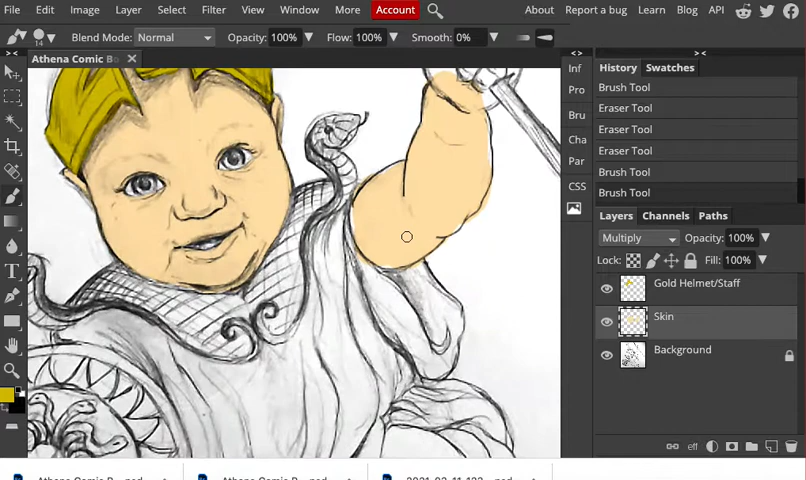 File Edit Image Layer Select Filter View Window More Account About Report a bug Learn Blog API
14 Blend Mode: Normal Opacity: 100% Flow: 100% Smooth: 0%
Athena Comic Bo
Inf
Pro
Bru
Cha
Par
CSS
History Swatches
Brush Tool
Eraser Tool
Eraser Tool
Eraser Tool
Brush Tool
Brush Tool
Layers Channels Paths
Multiply Opacity: 100%
Lock: Fill: 100%
Gold Helmet/Staff
Skin
Background
eff